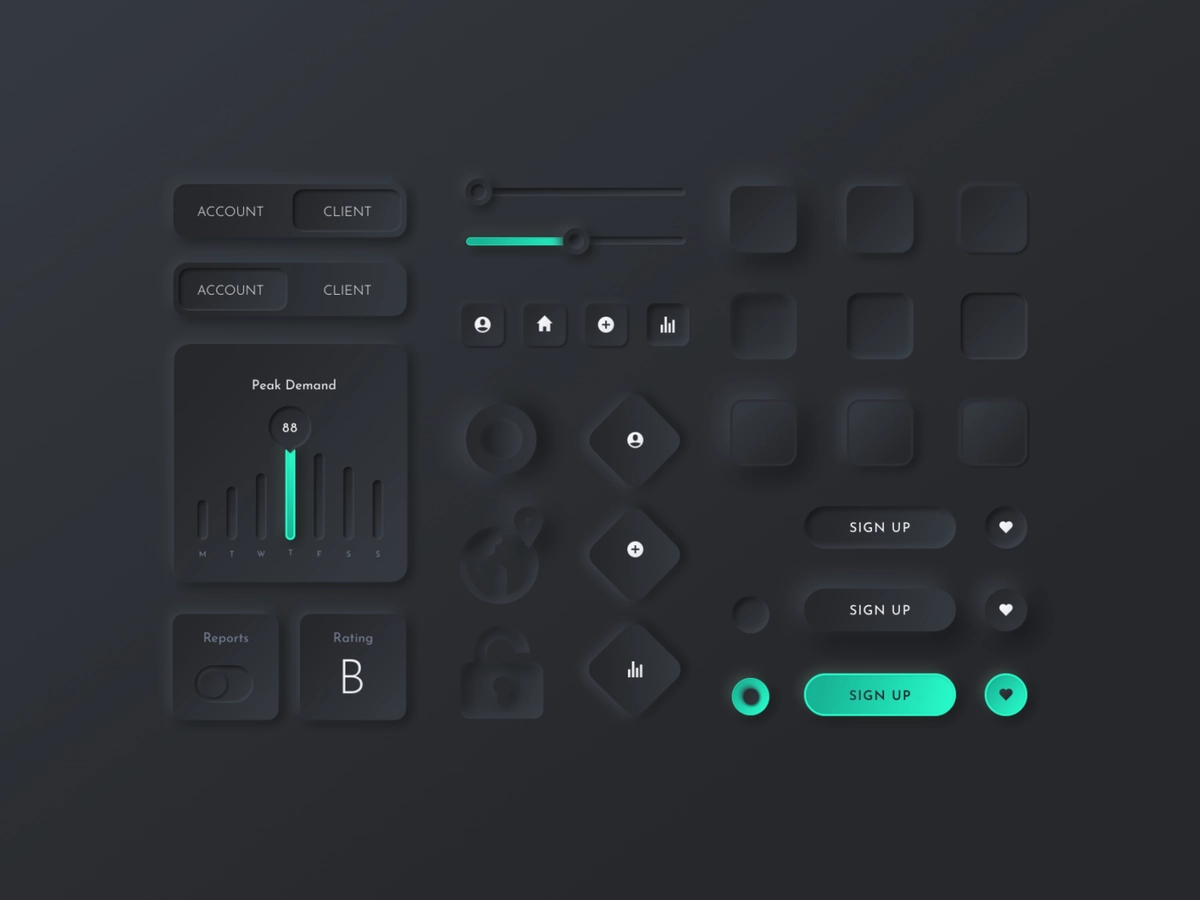 ACCOUNT CLIENT
ACCOUNT CLIENT
Peak Demand
88
M T W T F S S
Reports
Rating
B
SIGN UP
SIGN UP
SIGN UP